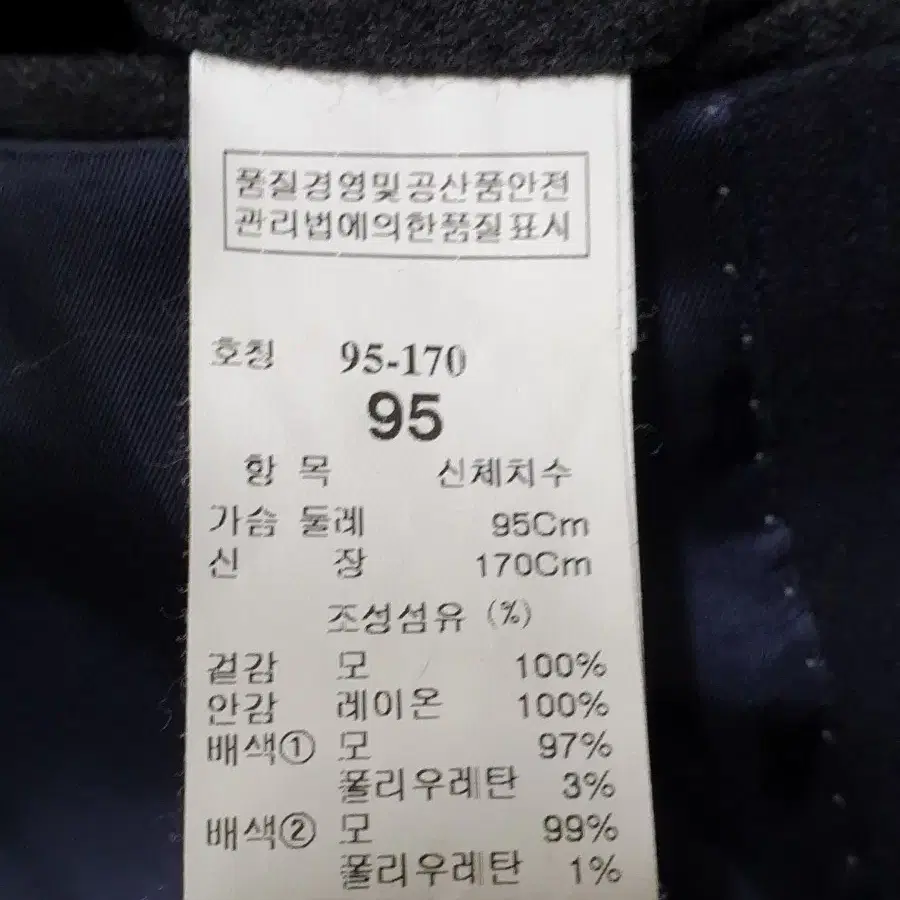 품질경영및공산품안전
관리법에의한품질표시
호칭 95-170
95
항 목 신체치수
가슴 둘레 95Cm
신 장 170Cm
조성섬유 (%)
겉감 모 100%
안감 레이온 100%
배색① 모 97%
폴리우레탄 3%
배색② 모 99%
폴리우레탄 1%